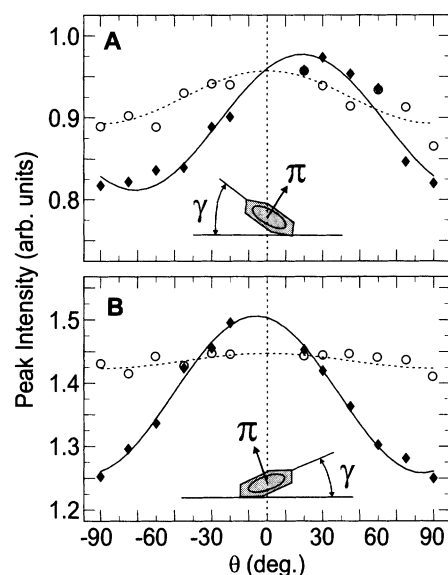 A
1.0
0.9
0.8
π
γ
Peak Intensity (arb. units)
B
1.5
1.4
1.3
1.2
π
γ
-90 -60 -30 0 30 60 90
θ (deg.)